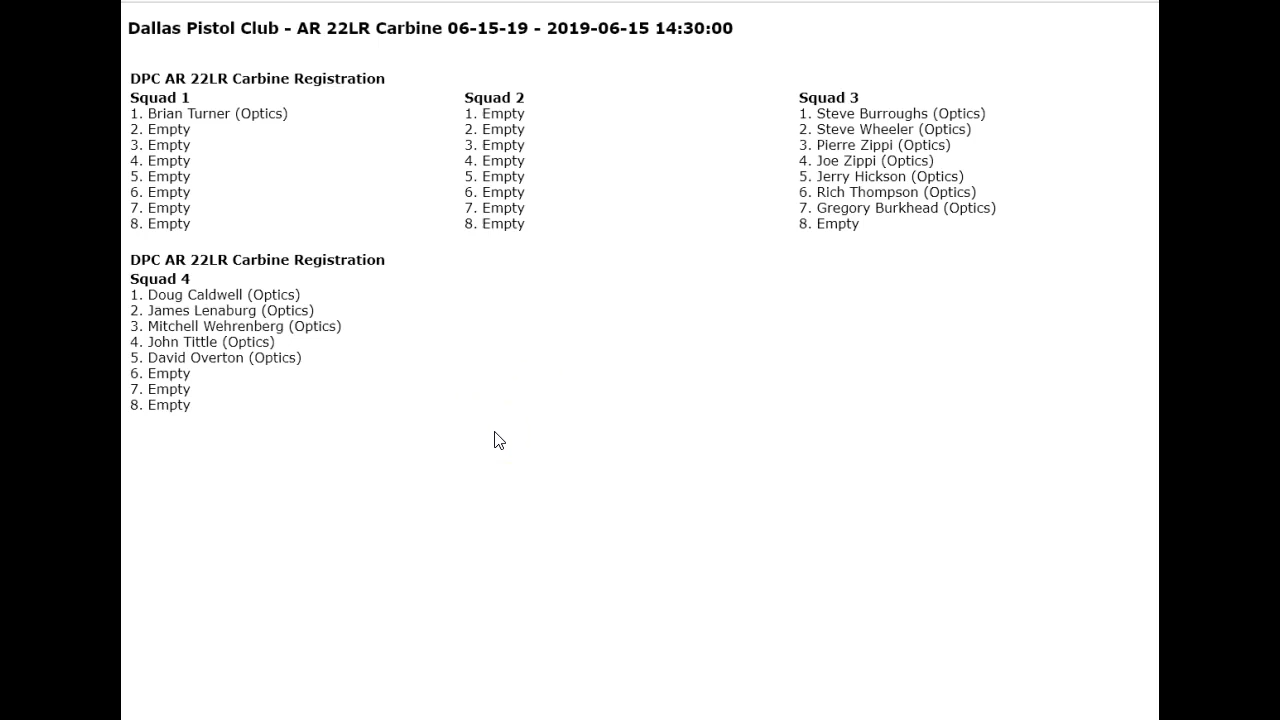 Dallas Pistol Club - AR 22LR Carbine 06-15-19 - 2019-06-15 14:30:00
DPC AR 22LR Carbine Registration
Squad 1
1. Brian Turner (Optics)
2. Empty
3. Empty
4. Empty
5. Empty
6. Empty
7. Empty
8. Empty
Squad 2
1. Empty
2. Empty
3. Empty
4. Empty
5. Empty
6. Empty
7. Empty
8. Empty
Squad 3
1. Steve Burroughs (Optics)
2. Steve Wheeler (Optics)
3. Pierre Zippi (Optics)
4. Joe Zippi (Optics)
5. Jerry Hickson (Optics)
6. Rich Thompson (Optics)
7. Gregory Burkhead (Optics)
8. Empty
DPC AR 22LR Carbine Registration
Squad 4
1. Doug Caldwell (Optics)
2. James Lenaburg (Optics)
3. Mitchell Wehrenberg (Optics)
4. John Tittle (Optics)
5. David Overton (Optics)
6. Empty
7. Empty
8. Empty